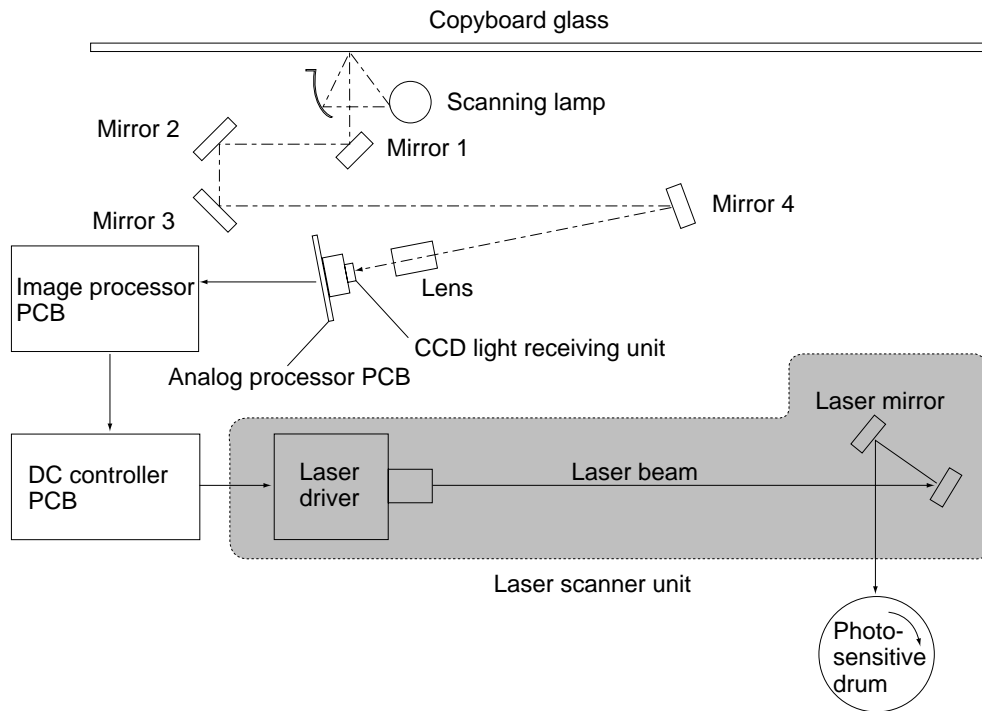 Copyboard glass
Scanning lamp
Mirror 2
Mirror 1
Mirror 3
Mirror 4
Image processor
PCB
Lens
CCD light receiving unit
Analog processor PCB
Laser mirror
DC controller
PCB
Laser
driver
Laser beam
Laser scanner unit
Photo-
sensitive
drum